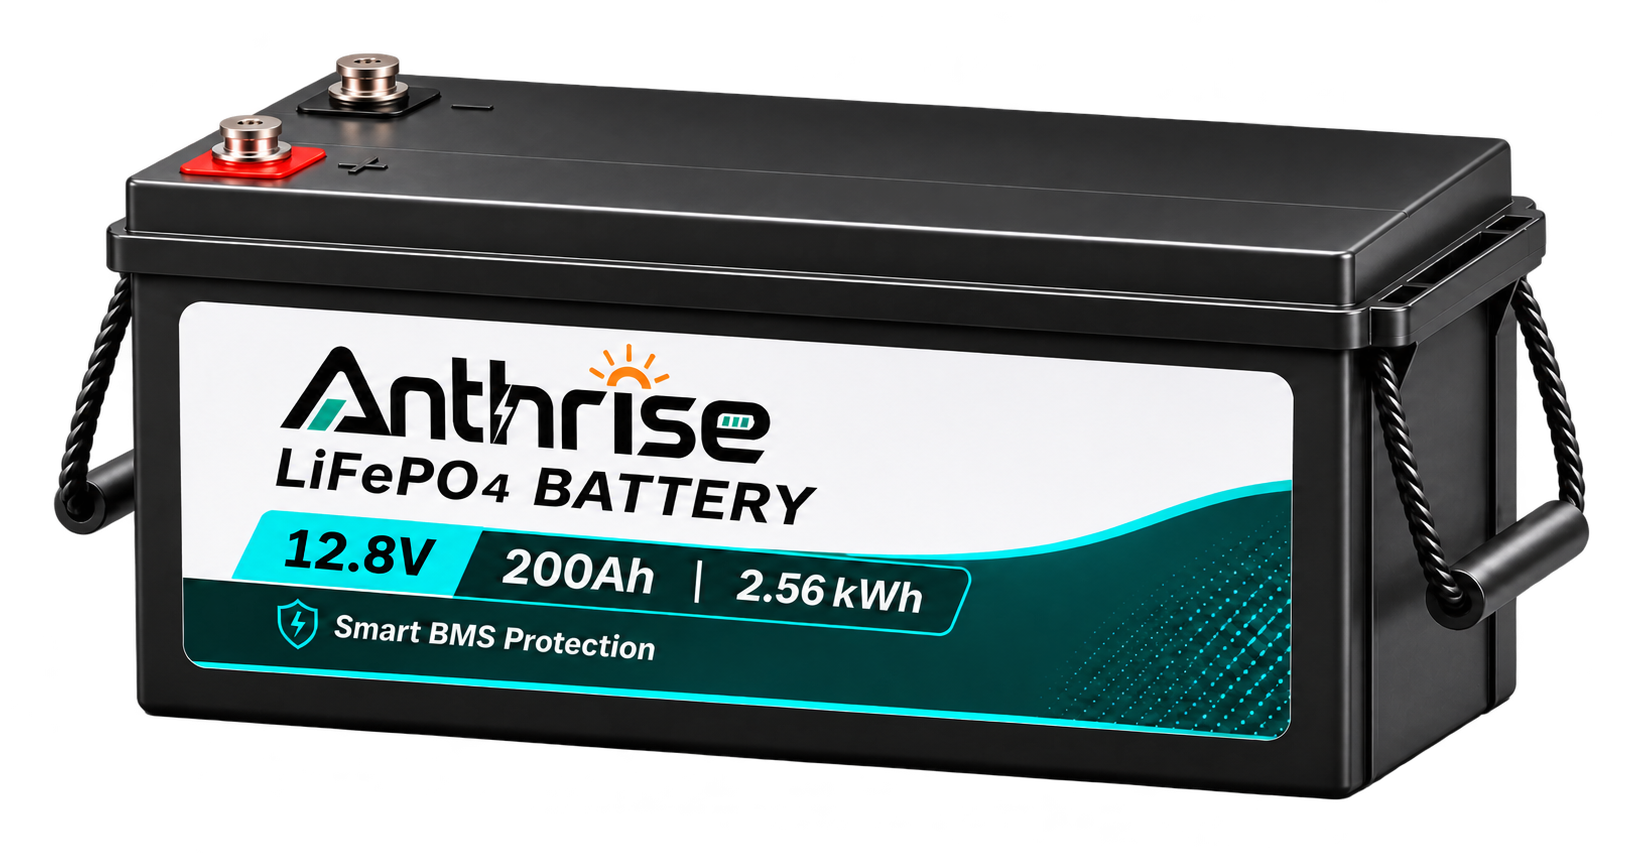 −
+
Anthrise
LiFePO4 BATTERY
12.8V 200Ah | 2.56 kWh
Smart BMS Protection